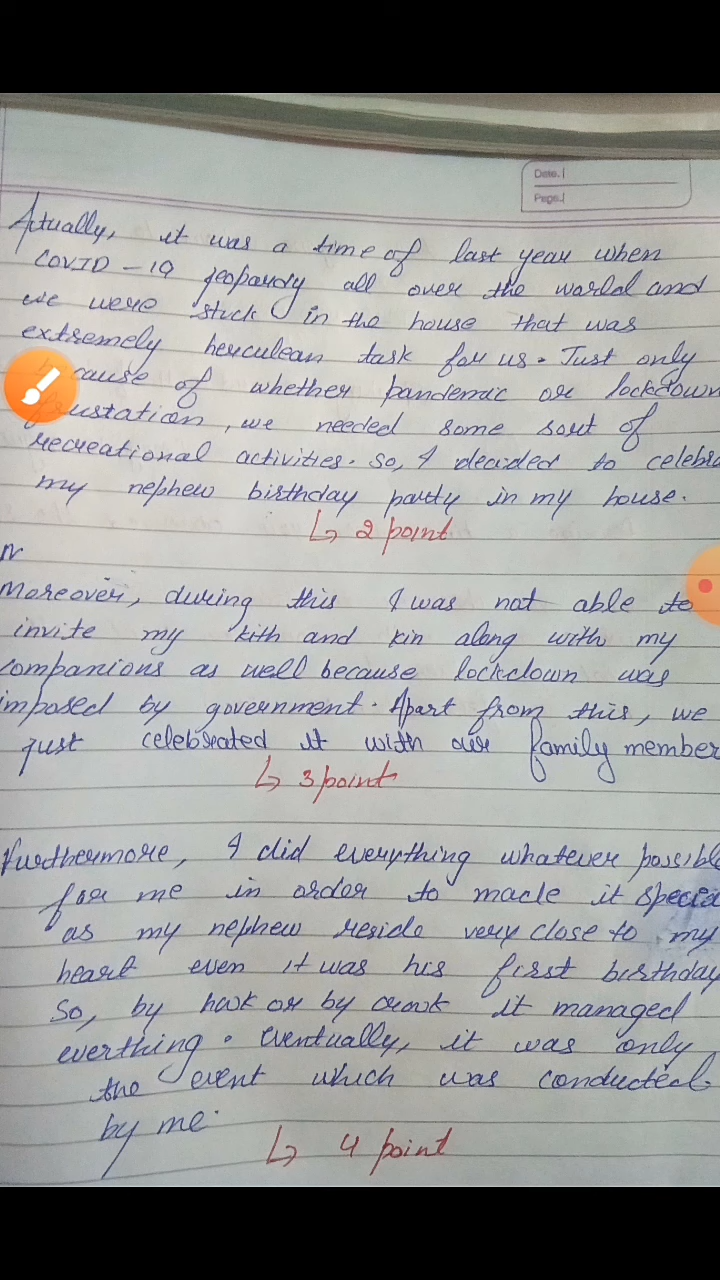 Date.
Page.
Actually, it was a time of last year when
COVID-19 jeopardy all over the world and
we were stuck in the house that was
extremely herculean task for us. Just only
cause of whether pandemic or lockdown
frustation, we needed some sort of
recreational activities. So, I decided to celebra
my nephew birthday party in my house.
↳ 2 point
Moreover, during this I was not able to
invite my kith and kin along with my
companions as well because lockdown was
imposed by government. Apart from this, we
just celebrated it with our family member
↳ 3 point
Furthermore, I did everything whatever possible
for me in order to made it specia
as my nephew reside very close to my
heart even it was his first birthday
So, by hook or by crook it managed
everthing. Eventually, it was only
the event which was conducted
by me.
↳ 4 point